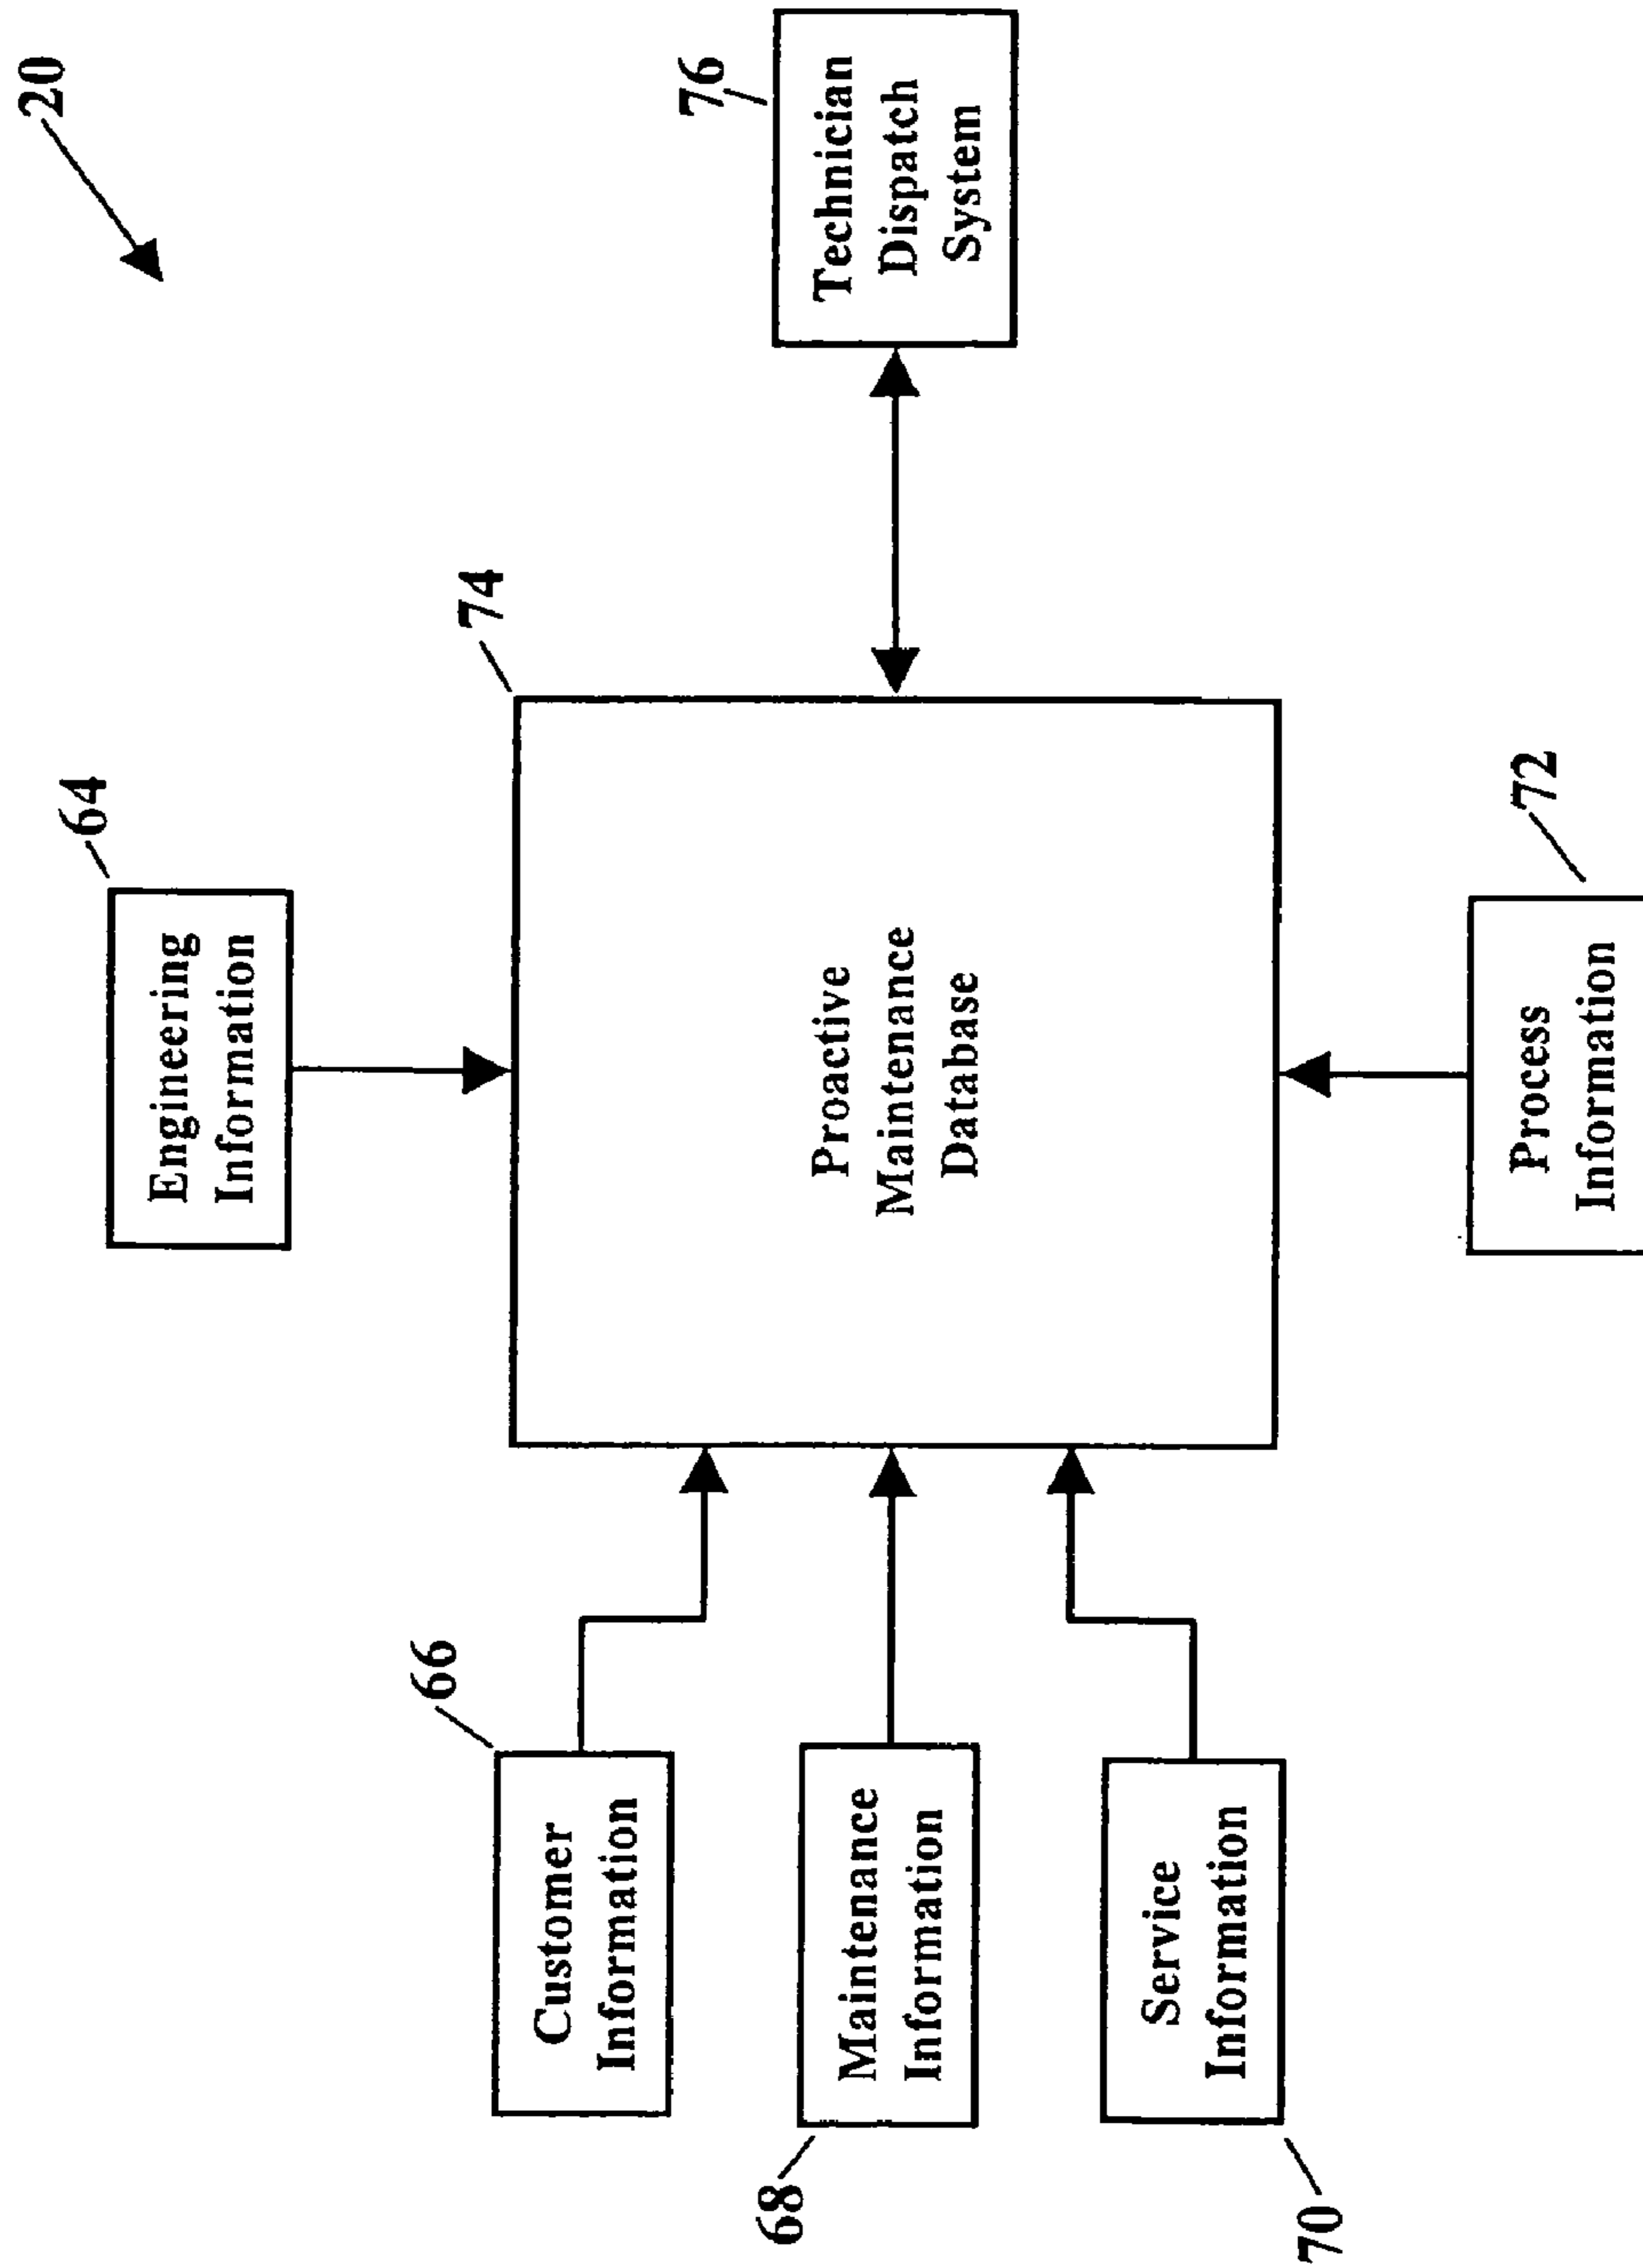 20
64
Engineering
Information
74
76
Technician
Dispatch
System
66
Customer
Information
Proactive
Maintenance
Database
68
Maintenance
Information
70
Service
Information
72
Process
Information